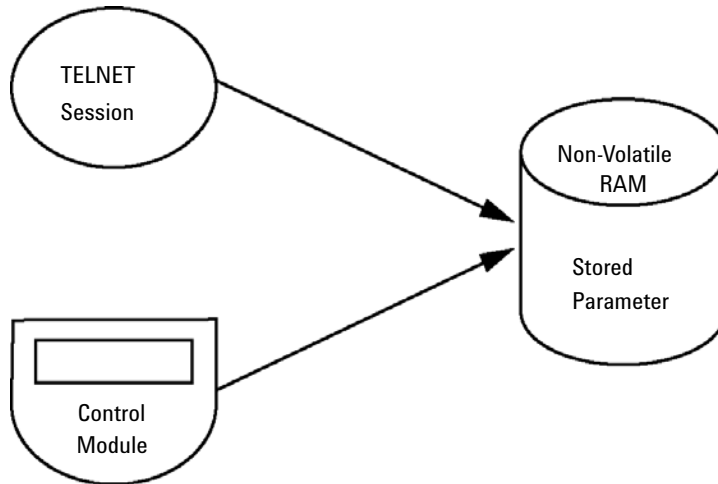 TELNET
Session
Non-Volatile
RAM
Stored
Parameter
Control
Module